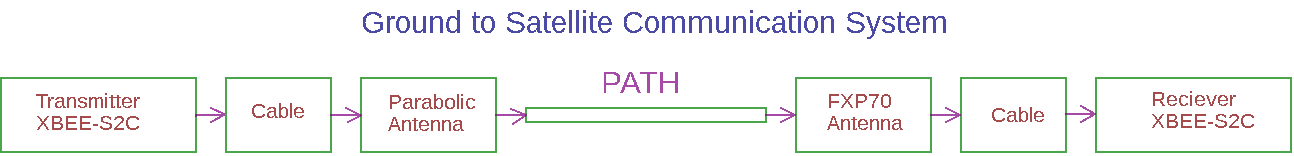 Ground to Satellite Communication System
PATH
Transmitter
XBEE-S2C
Cable
Parabolic
Antenna
FXP70
Antenna
Cable
Reciever
XBEE-S2C